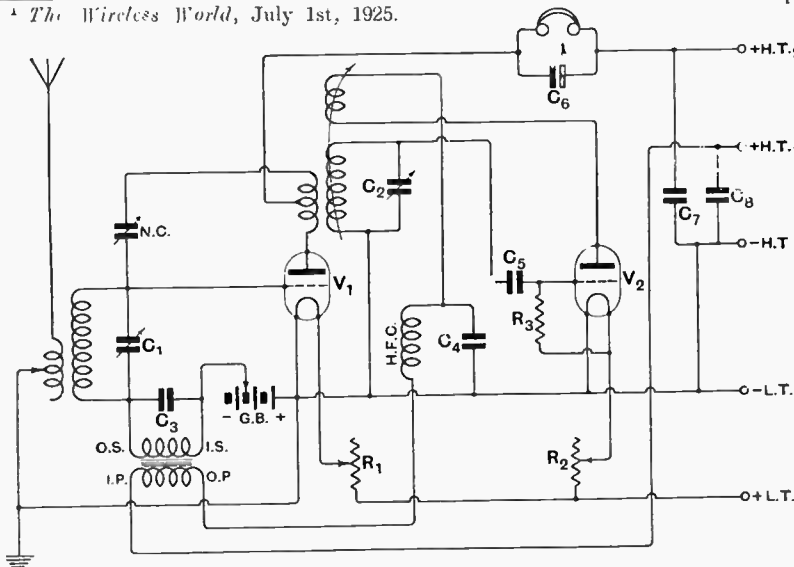 1 The Wireless World, July 1st, 1925.
+H.T.
C6
+H.T.
C2
N.C.
C7
C8
-H.T
V1
C5
V2
R3
C1
H.F.C.
C4
C3
- G.B. +
-L.T.
O.S. I.S.
I.P. O.P
R1
R2
+L.T.